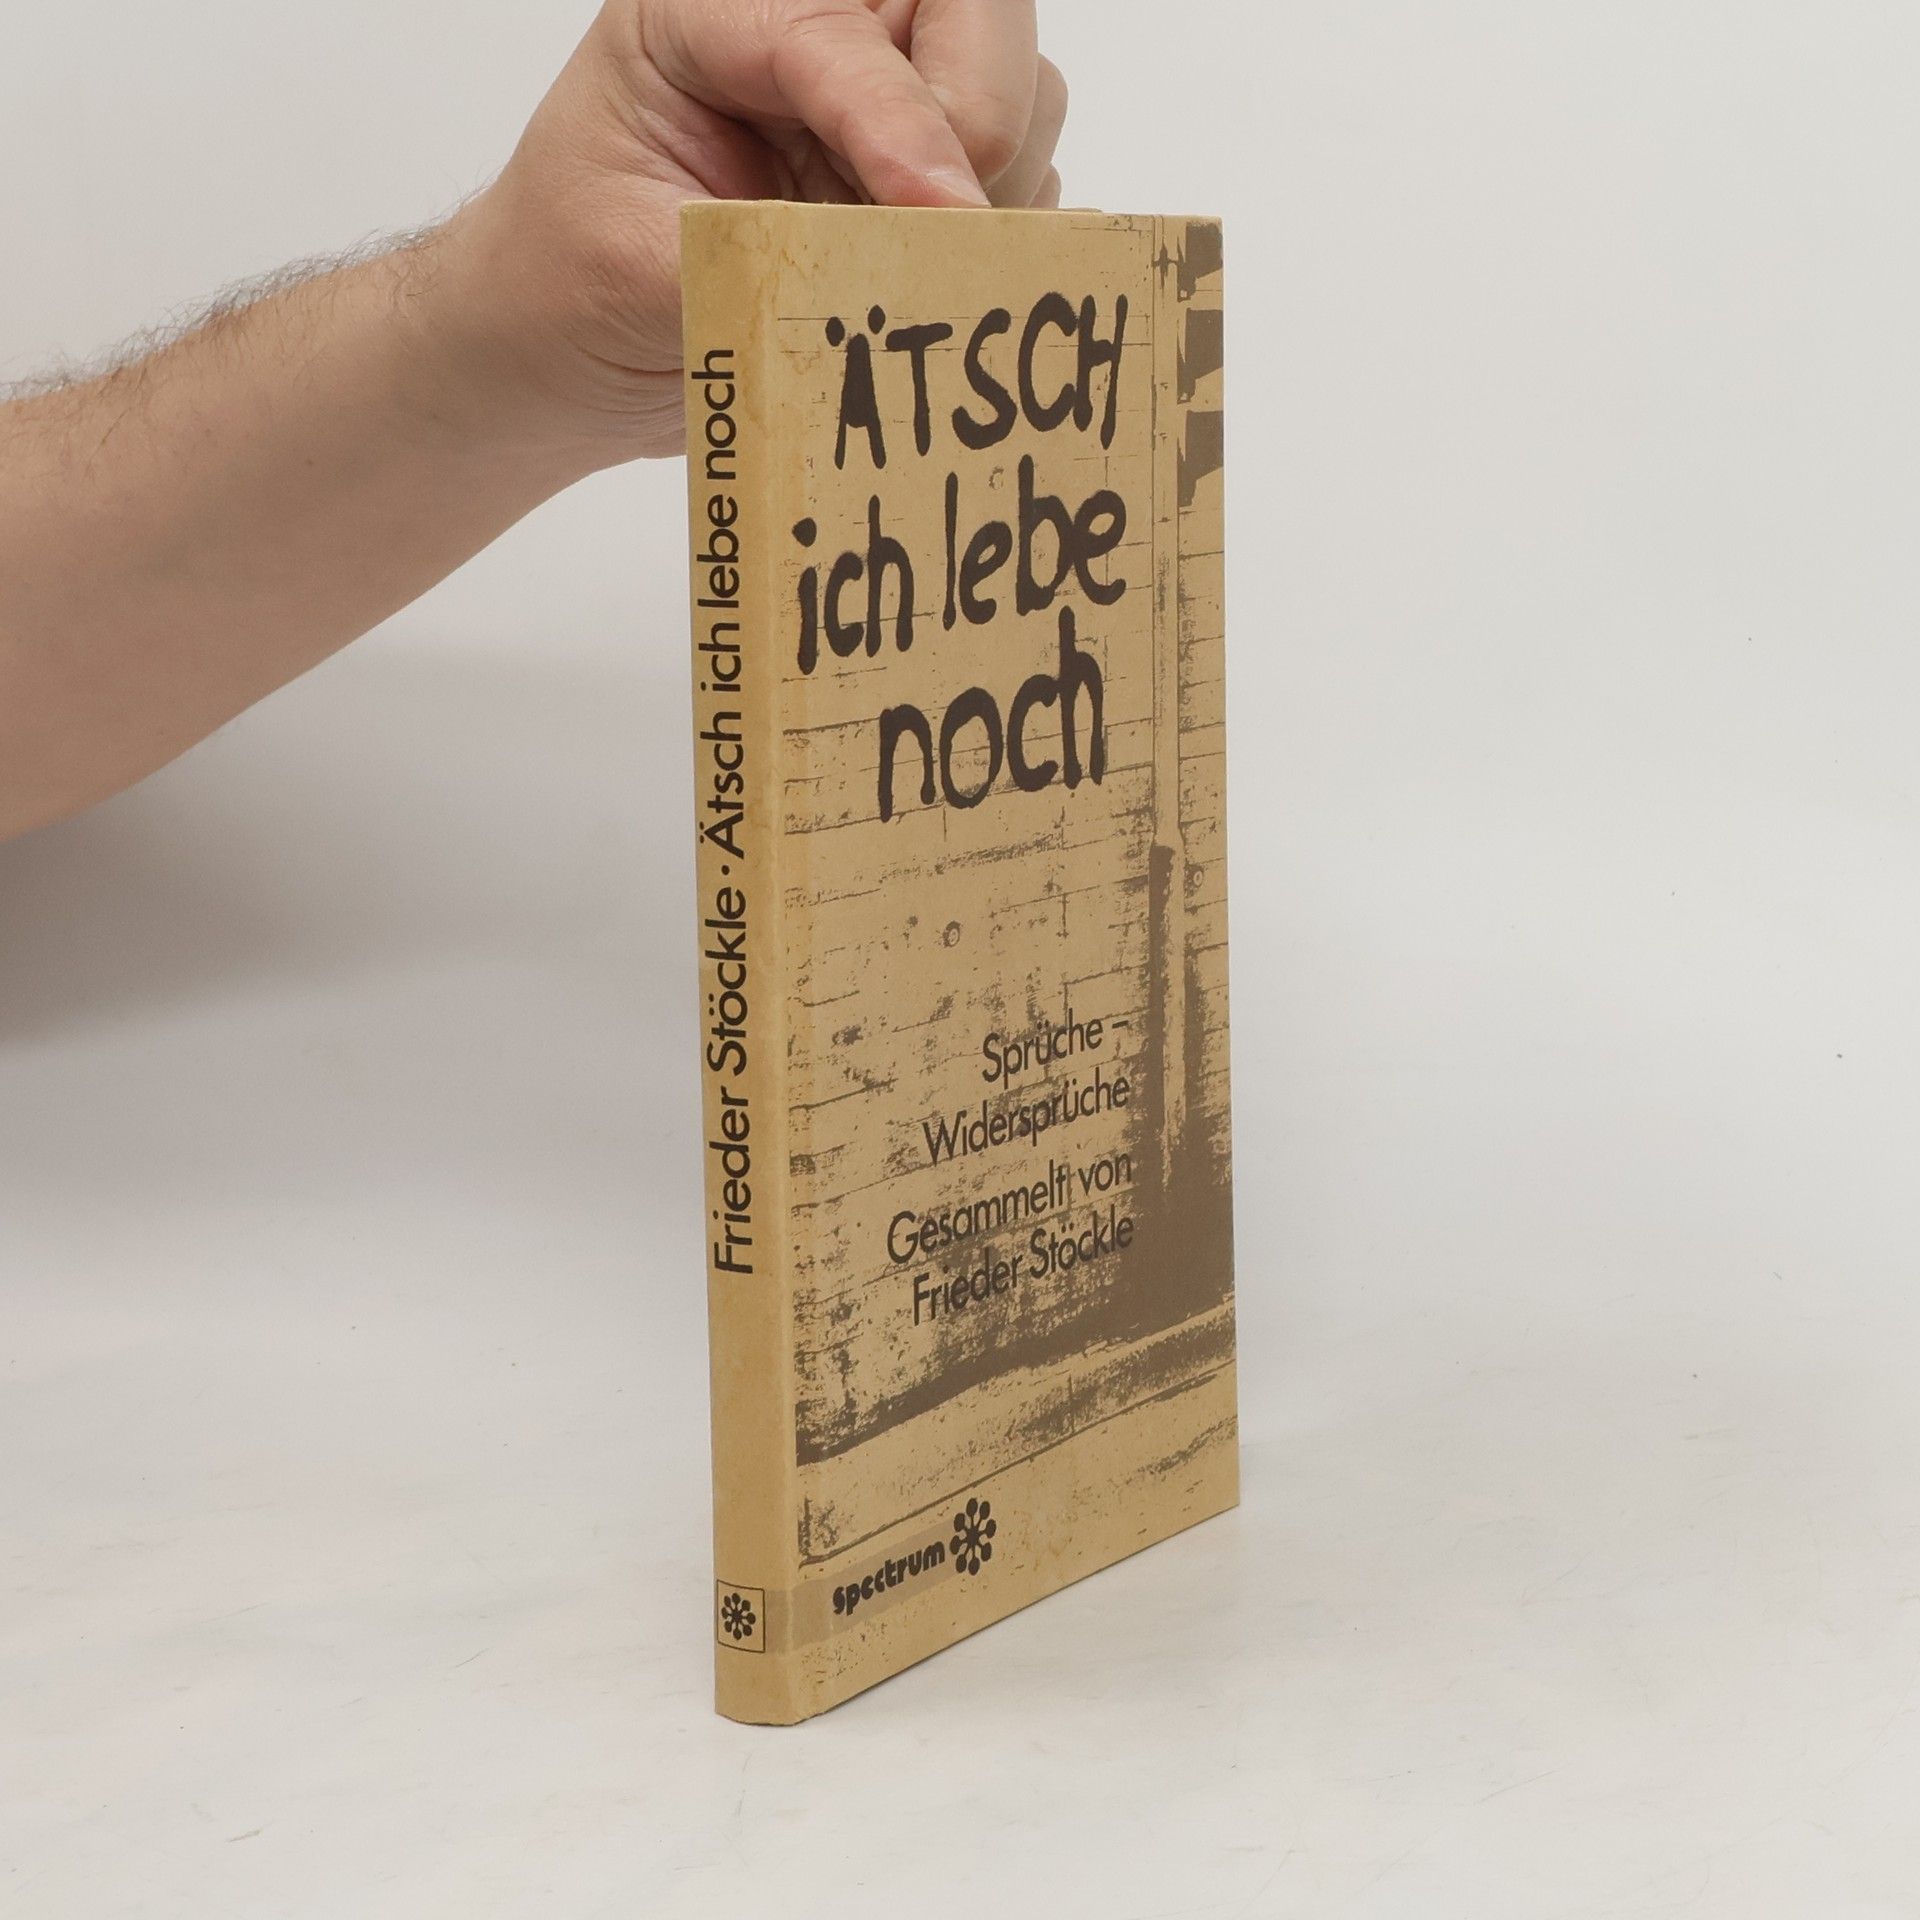 Frieder Stöckle · Ätsch ich lebe noch
ÄTSCH
ich lebe
noch
Sprüche –
Widersprüche
Gesammelt von
Frieder Stöckle
spectrum